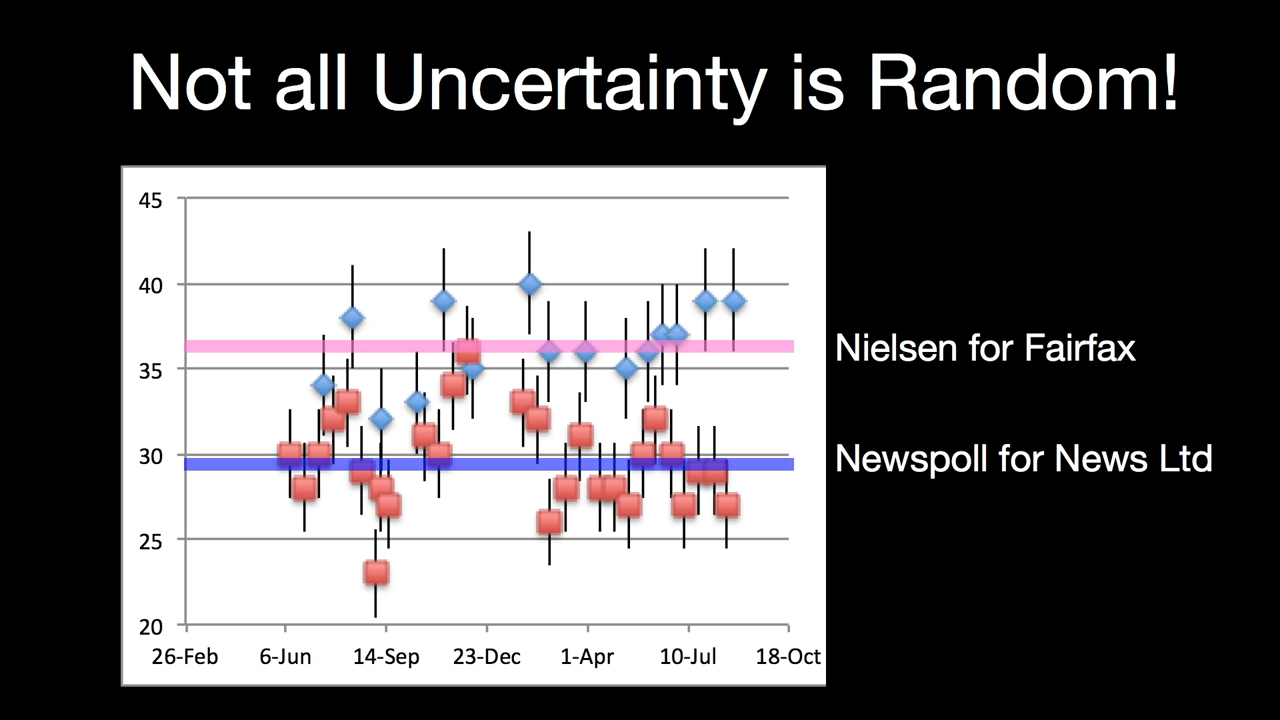 Not all Uncertainty is Random!
45
40
35
30
25
20
26-Feb 6-Jun 14-Sep 23-Dec 1-Apr 10-Jul 18-Oct
Nielsen for Fairfax
Newspoll for News Ltd